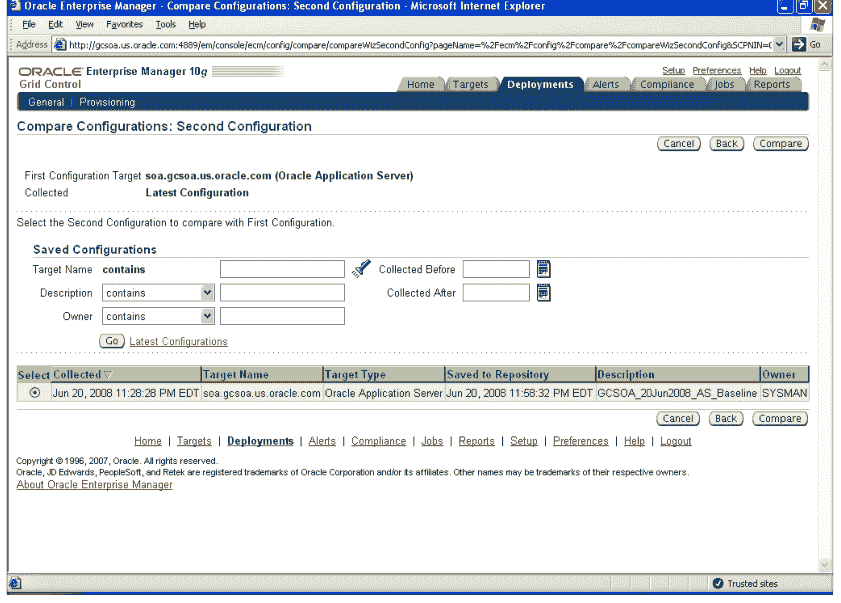 Oracle Enterprise Manager - Compare Configurations: Second Configuration - Microsoft Internet Explorer
File Edit View Favorites Tools Help
Address http://gcsoa.us.oracle.com:4889/em/console/ecm/config/compare/compareWizSecondConfig?pageName=%2Fecm%2Fconfig%2Fcompare%2FcompareWizSecondConfig&SCPNIN=( Go
ORACLE Enterprise Manager 10g
Grid Control
Setup Preferences Help Logout
Home Targets Deployments Alerts Compliance Jobs Reports
General | Provisioning
Compare Configurations: Second Configuration
Cancel Back Compare
First Configuration Target soa.gcsoa.us.oracle.com (Oracle Application Server)
Collected Latest Configuration
Select the Second Configuration to compare with First Configuration.
Saved Configurations
Target Name contains Collected Before
Description contains Collected After
Owner contains
Go Latest Configurations
Select Collected Target Name Target Type Saved to Repository Description Owner
Jun 20, 2008 11:28:28 PM EDT soa.gcsoa.us.oracle.com Oracle Application Server Jun 20, 2008 11:58:32 PM EDT GCSOA_20Jun2008_AS_Baseline SYSMAN
Cancel Back Compare
Home | Targets | Deployments | Alerts | Compliance | Jobs | Reports | Setup | Preferences | Help | Logout
Copyright © 1996, 2007, Oracle. All rights reserved.
Oracle, JD Edwards, PeopleSoft, and Retek are registered trademarks of Oracle Corporation and/or its affiliates. Other names may be trademarks of their respective owners.
About Oracle Enterprise Manager
Trusted sites